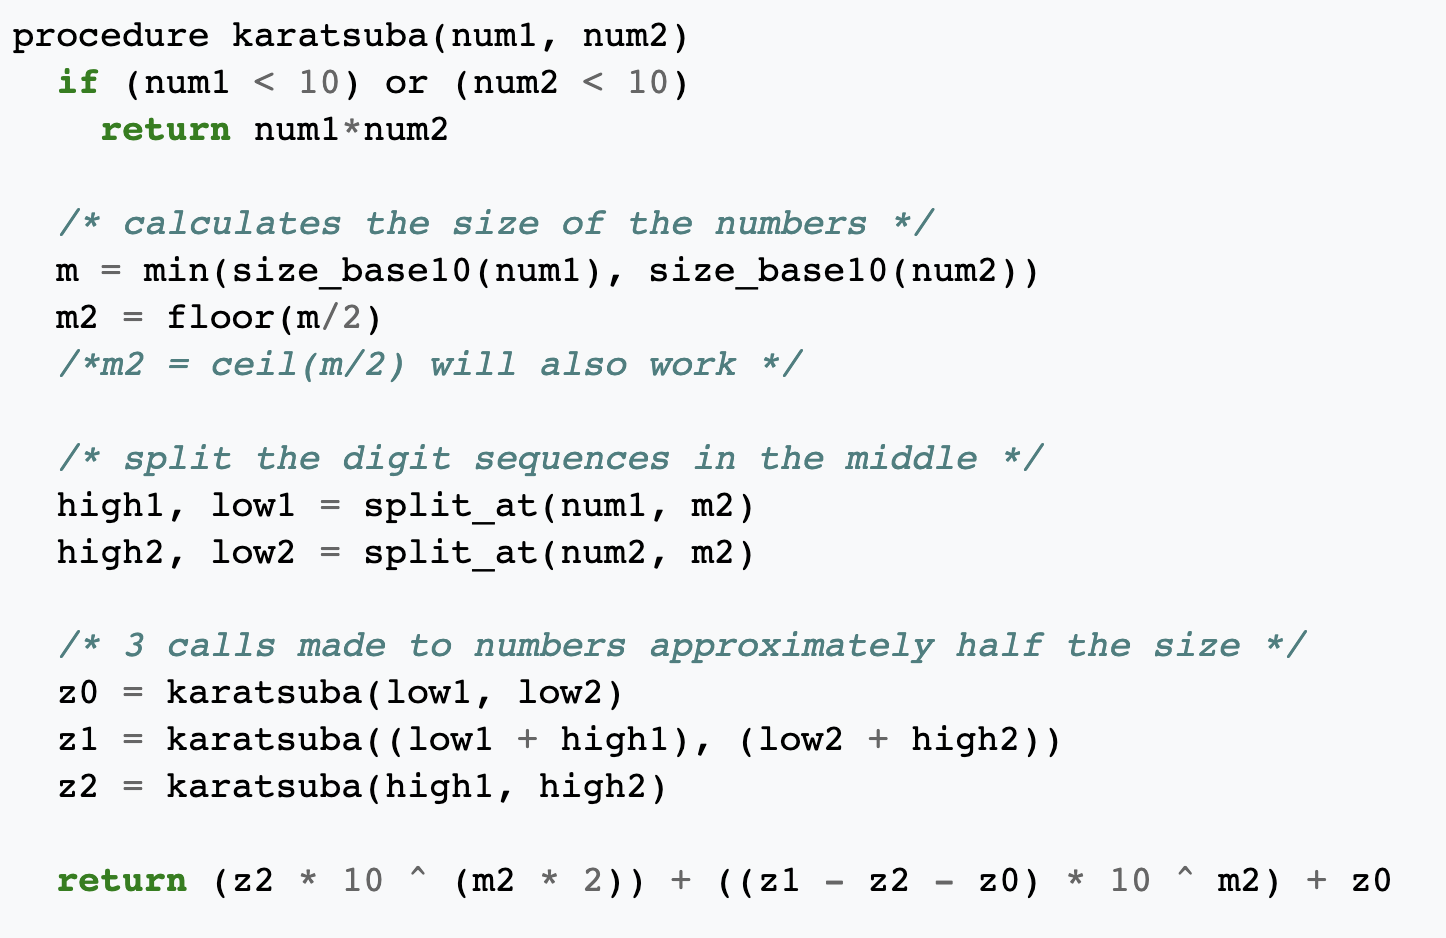 procedure karatsuba(num1, num2)
  if (num1 < 10) or (num2 < 10)
    return num1*num2

  /* calculates the size of the numbers */
  m = min(size_base10(num1), size_base10(num2))
  m2 = floor(m/2)
  /*m2 = ceil(m/2) will also work */

  /* split the digit sequences in the middle */
  high1, low1 = split_at(num1, m2)
  high2, low2 = split_at(num2, m2)

  /* 3 calls made to numbers approximately half the size */
  z0 = karatsuba(low1, low2)
  z1 = karatsuba((low1 + high1), (low2 + high2))
  z2 = karatsuba(high1, high2)

  return (z2 * 10 ^ (m2 * 2)) + ((z1 - z2 - z0) * 10 ^ m2) + z0